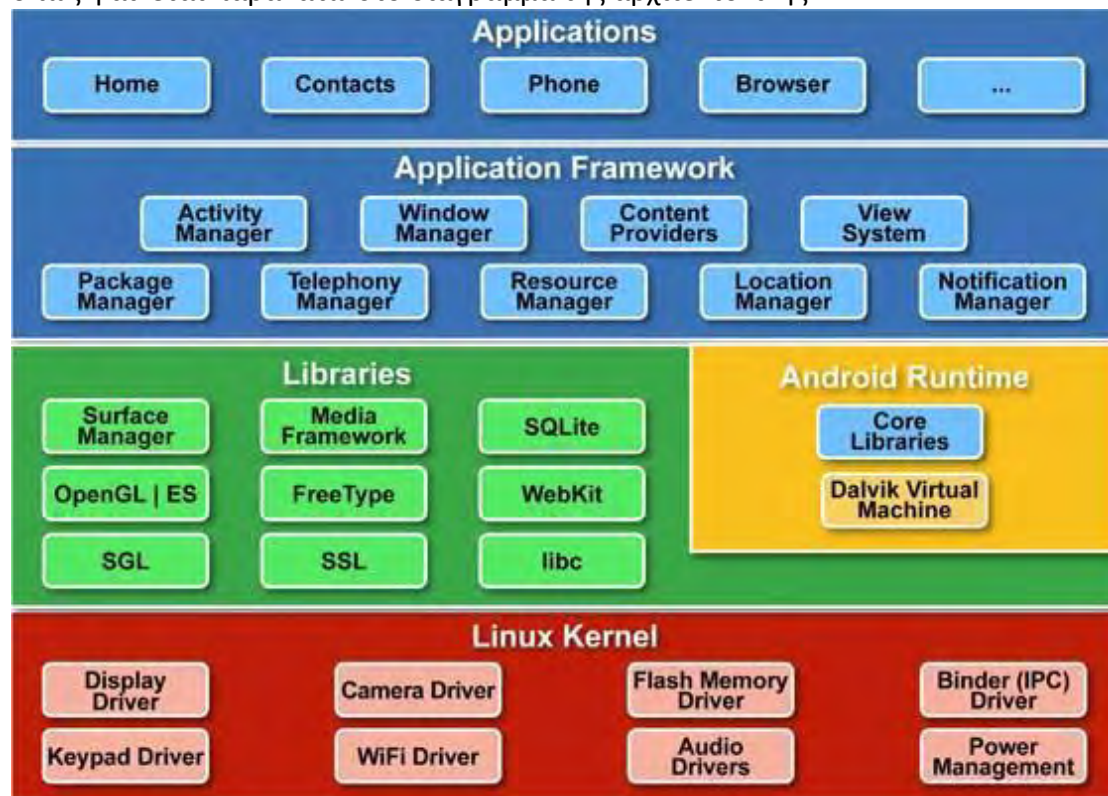 Applications
Home
Contacts
Phone
Browser
...
Application Framework
Activity
Manager
Window
Manager
Content
Providers
View
System
Package
Manager
Telephony
Manager
Resource
Manager
Location
Manager
Notification
Manager
Libraries
Surface
Manager
Media
Framework
SQLite
OpenGL | ES
FreeType
WebKit
SGL
SSL
libc
Android Runtime
Core
Libraries
Dalvik Virtual
Machine
Linux Kernel
Display
Driver
Camera Driver
Flash Memory
Driver
Binder (IPC)
Driver
Keypad Driver
WiFi Driver
Audio
Drivers
Power
Management